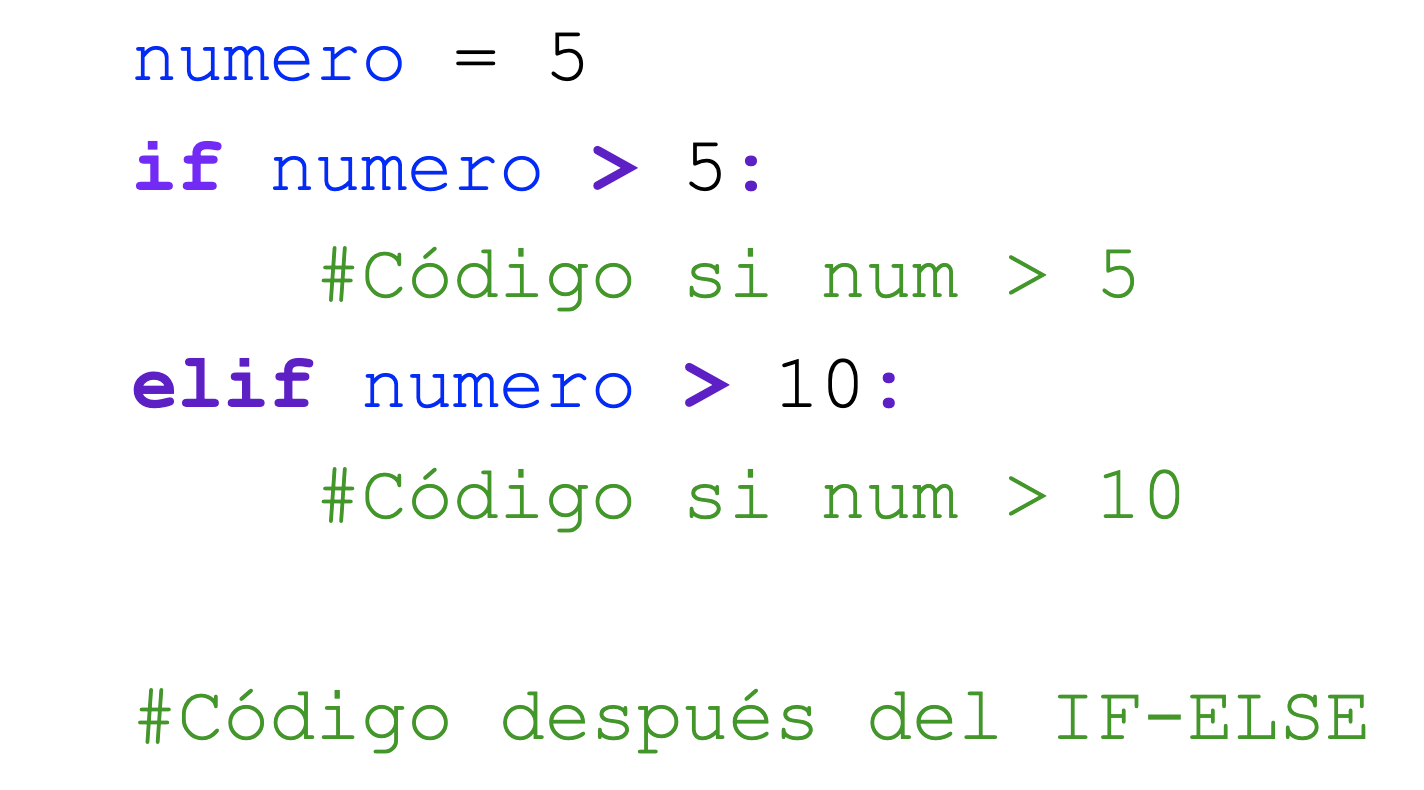 numero = 5
if numero > 5:
#Código si num > 5
elif numero > 10:
#Código si num > 10
#Código después del IF-ELSE